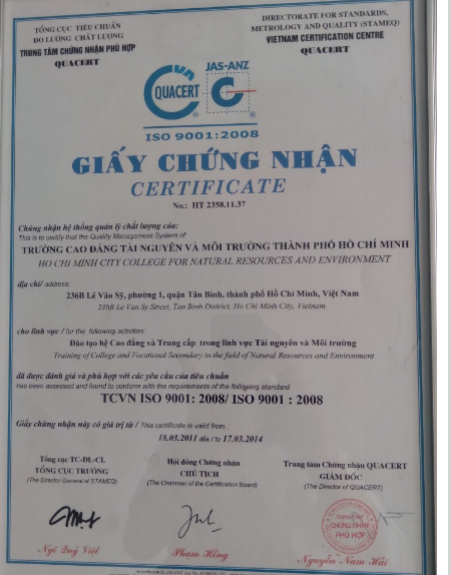 TỔNG CỤC TIÊU CHUẨN
ĐO LƯỜNG CHẤT LƯỢNG
TRUNG TÂM CHỨNG NHẬN PHÙ HỢP
QUACERT
DIRECTORATE FOR STANDARDS,
METROLOGY AND QUALITY (STAMEQ)
VIETNAM CERTIFICATION CENTRE
QUACERT
JAS-ANZ
QUACERT
ISO 9001:2008
GIẤY CHỨNG NHẬN
CERTIFICATE
No.: HT 2358.11.37
Chứng nhận hệ thống quản lý chất lượng của:
This is to certify that the Quality Management System of
TRƯỜNG CAO ĐẲNG TÀI NGUYÊN VÀ MÔI TRƯỜNG THÀNH PHỐ HỒ CHÍ MINH
HO CHI MINH CITY COLLEGE FOR NATURAL RESOURCES AND ENVIRONMENT
địa chỉ/ address:
236B Lê Văn Sỹ, phường 1, quận Tân Bình, thành phố Hồ Chí Minh, Việt Nam
236B Le Van Sy Street, Tan Binh District, Ho Chi Minh City, Vietnam
cho lĩnh vực / for the following activities:
Đào tạo hệ Cao đẳng và Trung cấp trong lĩnh vực Tài nguyên và Môi trường
Training of College and Vocational Secondary in the field of Natural Resources and Environment
đã được đánh giá và phù hợp với các yêu cầu của tiêu chuẩn
has been assessed and found to conform with the requirements of the following standard
TCVN ISO 9001: 2008/ ISO 9001 : 2008
Giấy chứng nhận này có giá trị từ / This certificate is valid from:
18.03.2011 đến / to 17.03.2014
Tổng cục TC-ĐL-CL
TỔNG CỤC TRƯỞNG
(The Director General of STAMEQ)
Hội đồng Chứng nhận
CHỦ TỊCH
(The Chairman of the Certification Board)
Trung tâm Chứng nhận QUACERT
GIÁM ĐỐC
(The Director of QUACERT)
TRUNG TÂM
CHỨNG NHẬN
PHÙ HỢP
Ngô Quý Việt
Phạm Hồng
Nguyễn Nam Hải